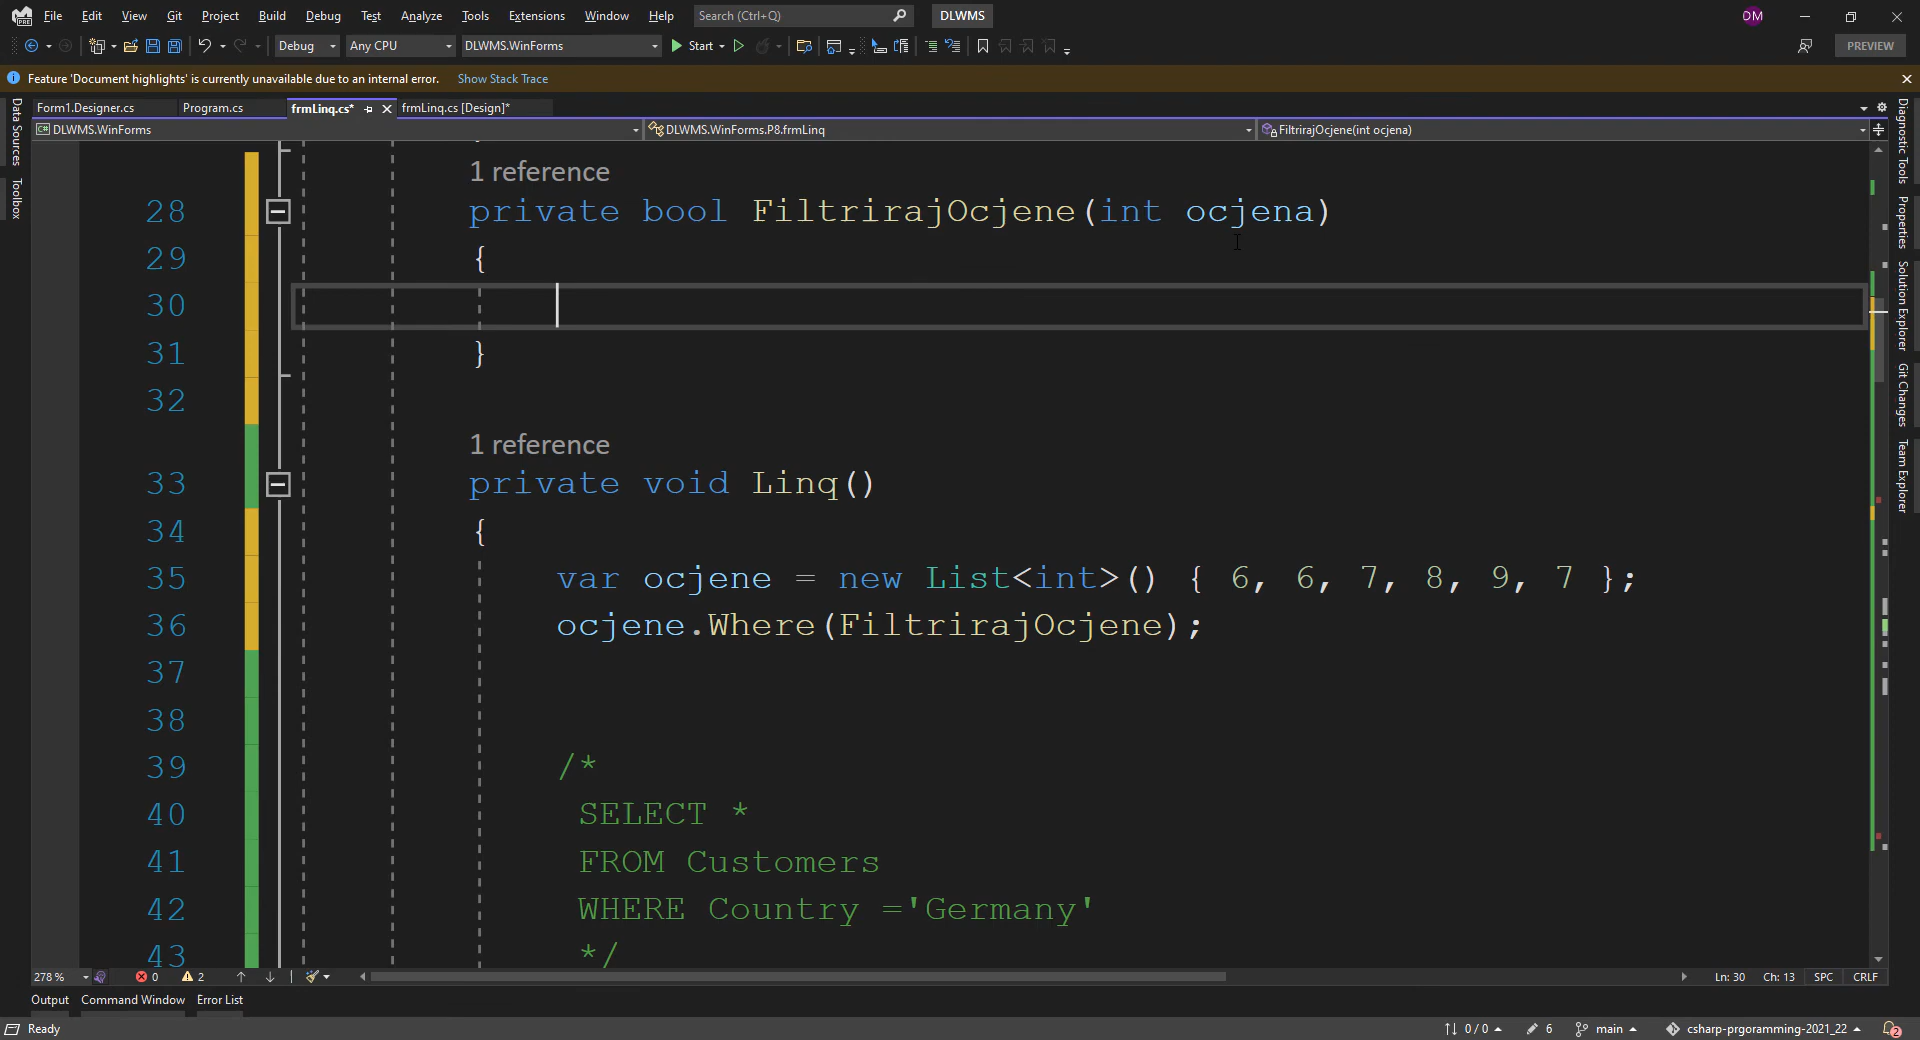 File Edit View Git Project Build Debug Test Analyze Tools Extensions Window Help Search (Ctrl+Q) DLWMS DM
Debug Any CPU DLWMS.WinForms Start PREVIEW
Feature 'Document highlights' is currently unavailable due to an internal error. Show Stack Trace
Form1.Designer.cs Program.cs frmLinq.cs* frmLinq.cs [Design]*
DLWMS.WinForms DLWMS.WinForms.P8.frmLinq FiltrirajOcjene(int ocjena)
Data Sources
Toolbox
1 reference
28 private bool FiltrirajOcjene(int ocjena)
29 {
30
31 }
32
1 reference
33 private void Linq()
34 {
35 var ocjene = new List<int>() { 6, 6, 7, 8, 9, 7 };
36 ocjene.Where(FiltrirajOcjene);
37
38
39 /*
40 SELECT *
41 FROM Customers
42 WHERE Country ='Germany'
43 */
Diagnostic Tools
Properties
Solution Explorer
Git Changes
Team Explorer
278 % 0 2 Ln: 30 Ch: 13 SPC CRLF
Output Command Window Error List
Ready 0 / 0 6 main csharp-prgoramming-2021_22 2